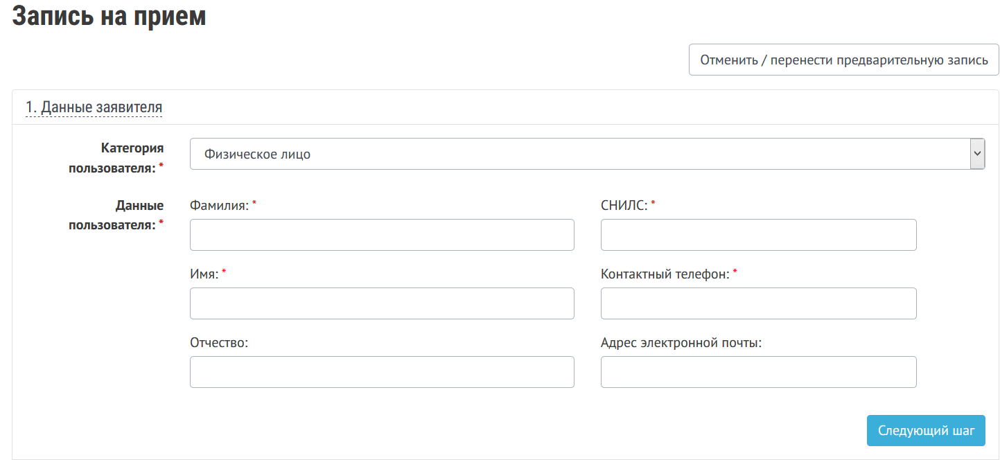 Запись на прием
Отменить / перенести предварительную запись
1. Данные заявителя
Категория
пользователя: *
Физическое лицо
Данные
пользователя: *
Фамилия: *
СНИЛС: *
Имя: *
Контактный телефон: *
Отчество:
Адрес электронной почты:
Следующий шаг